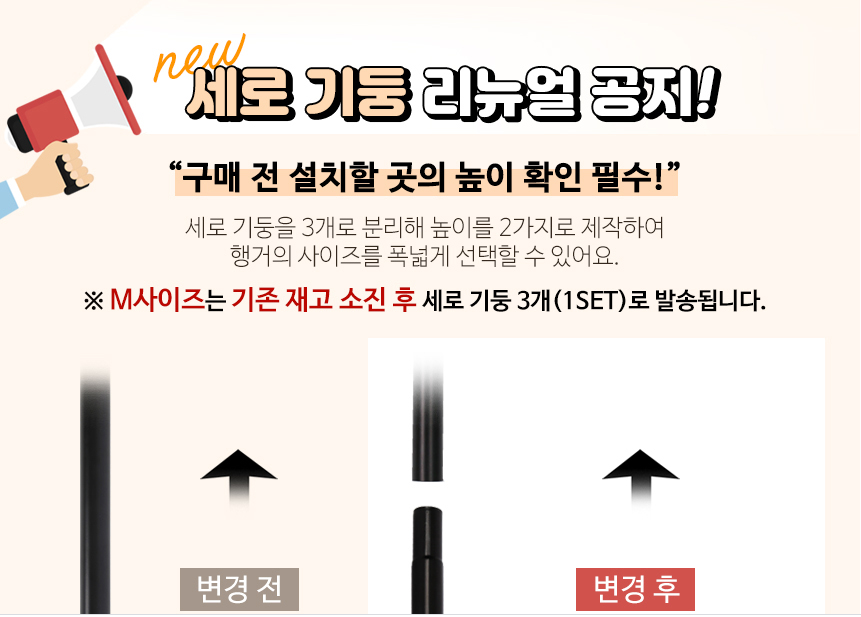 new
세로 기둥 리뉴얼 공지!
“구매 전 설치할 곳의 높이 확인 필수!”
세로 기둥을 3개로 분리해 높이를 2가지로 제작하여
행거의 사이즈를 폭넓게 선택할 수 있어요.
※ M사이즈는 기존 재고 소진 후 세로 기둥 3개(1SET)로 발송됩니다.
변경 전
변경 후